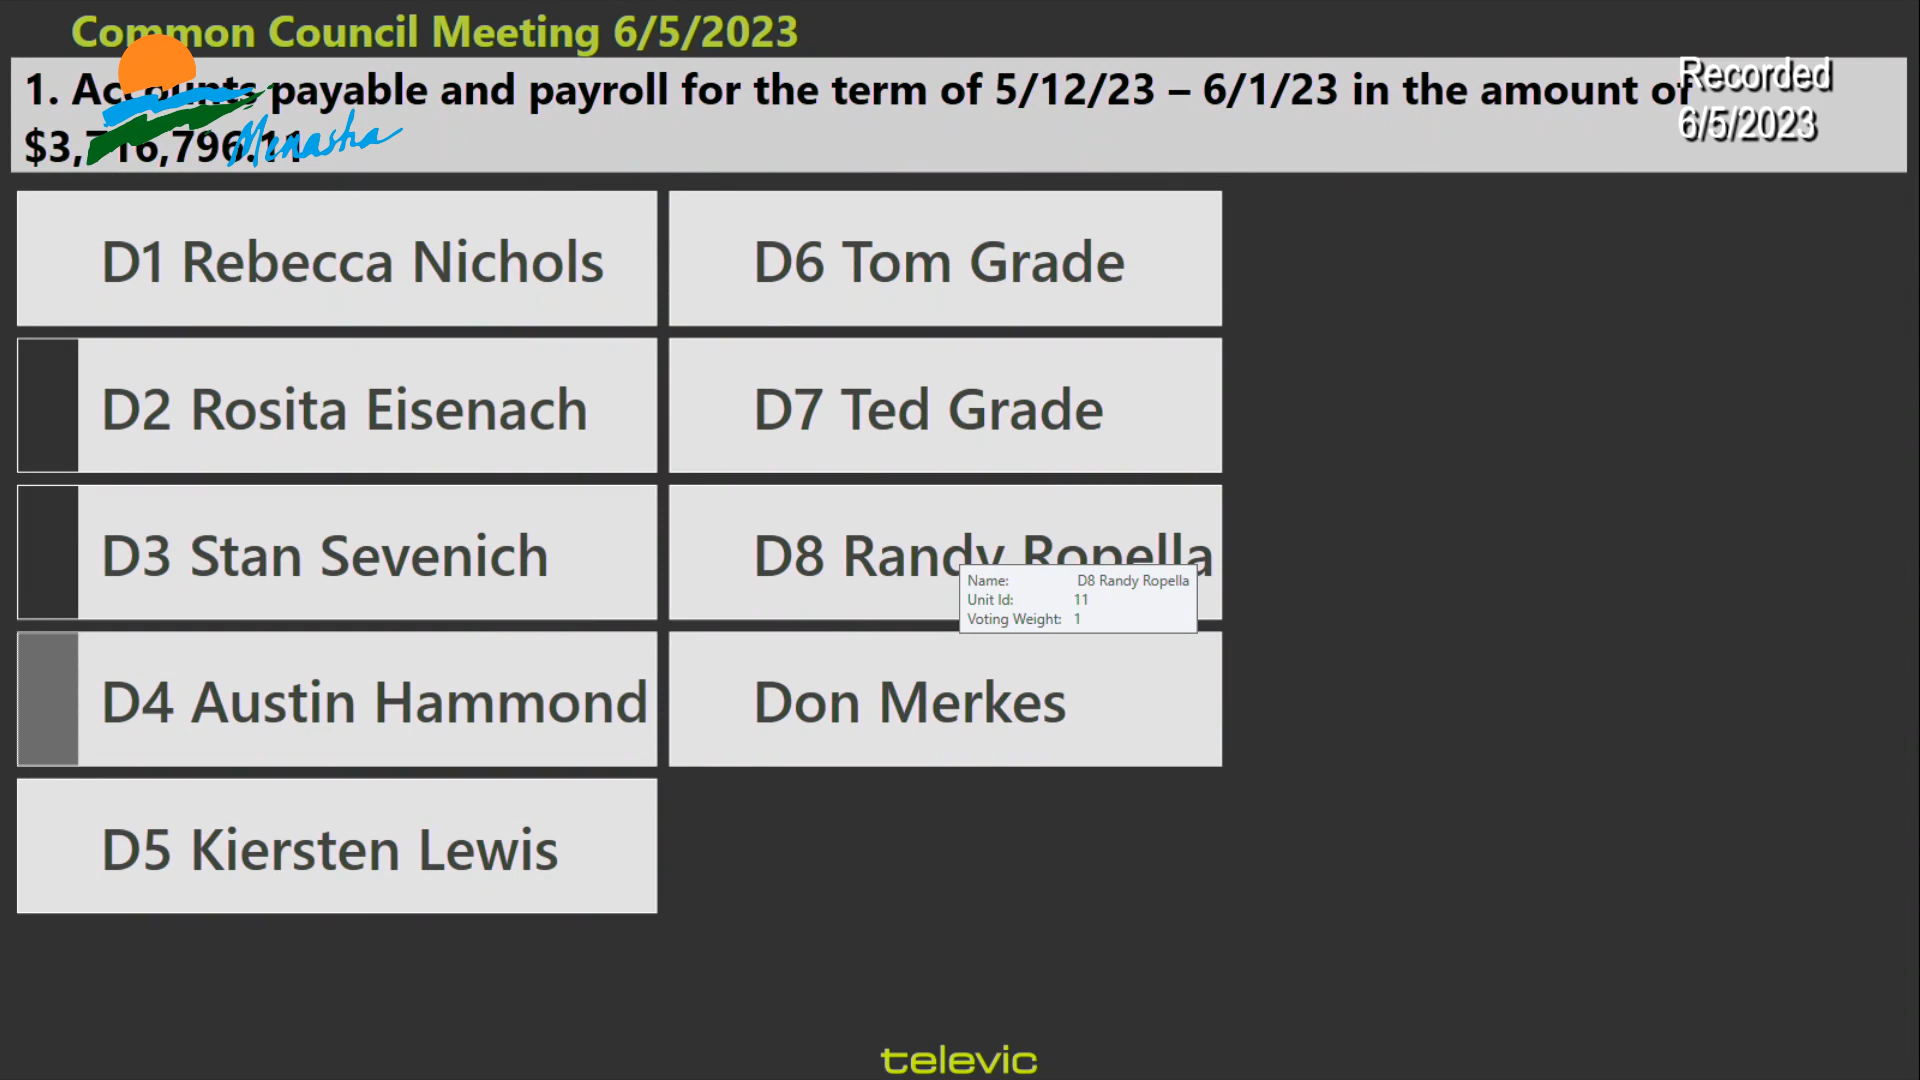 Common Council Meeting 6/5/2023
1. Accounts payable and payroll for the term of 5/12/23 – 6/1/23 in the amount of
Menasha
Recorded
6/5/2023
D1 Rebecca Nichols
D2 Rosita Eisenach
D3 Stan Sevenich
D4 Austin Hammond
D5 Kiersten Lewis
D6 Tom Grade
D7 Ted Grade
D8 Randy Ropella
Name: D8 Randy Ropella
Unit Id: 11
Voting Weight: 1
Don Merkes
televic